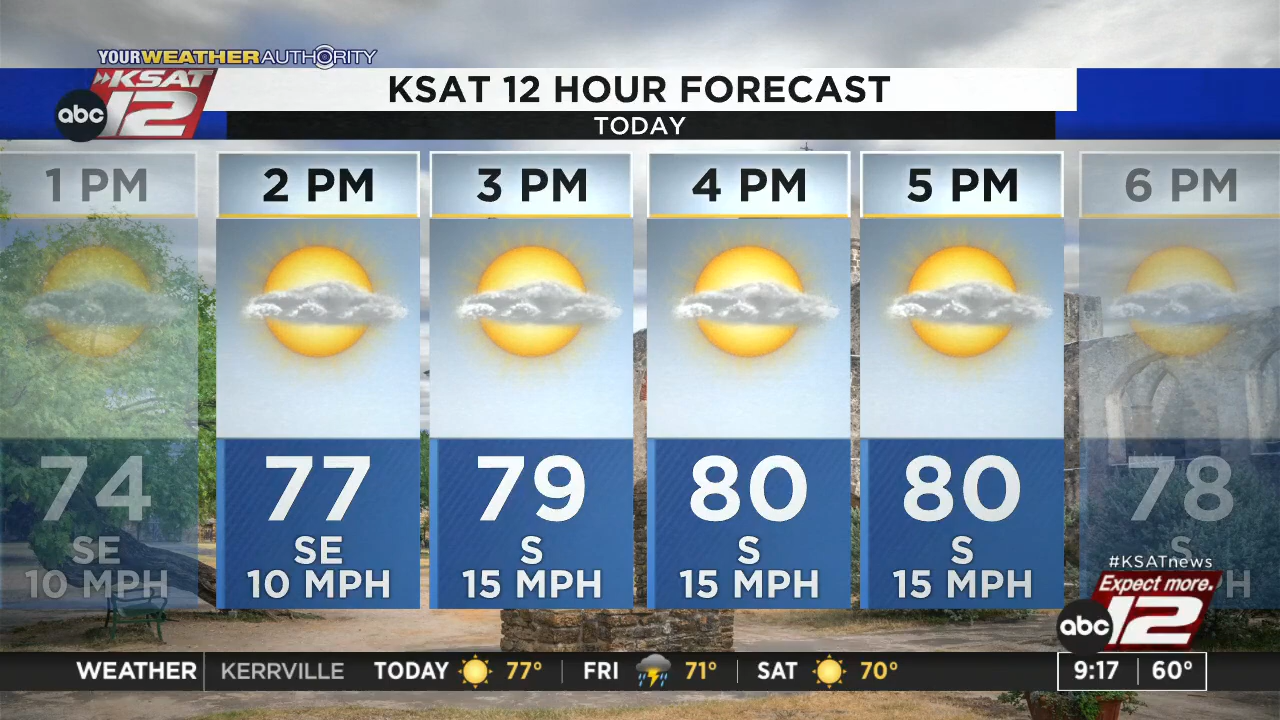 YOURWEATHERAUTHORITY
KSAT
abc 12
KSAT 12 HOUR FORECAST
TODAY
1 PM 2 PM 3 PM 4 PM 5 PM 6 PM
74 77 79 80 80 78
SE SE S S S S
10 MPH 10 MPH 15 MPH 15 MPH 15 MPH
#KSATnews
Expect more.
abc 12
WEATHER KERRVILLE TODAY 77° FRI 71° SAT 70° 9:17 60°